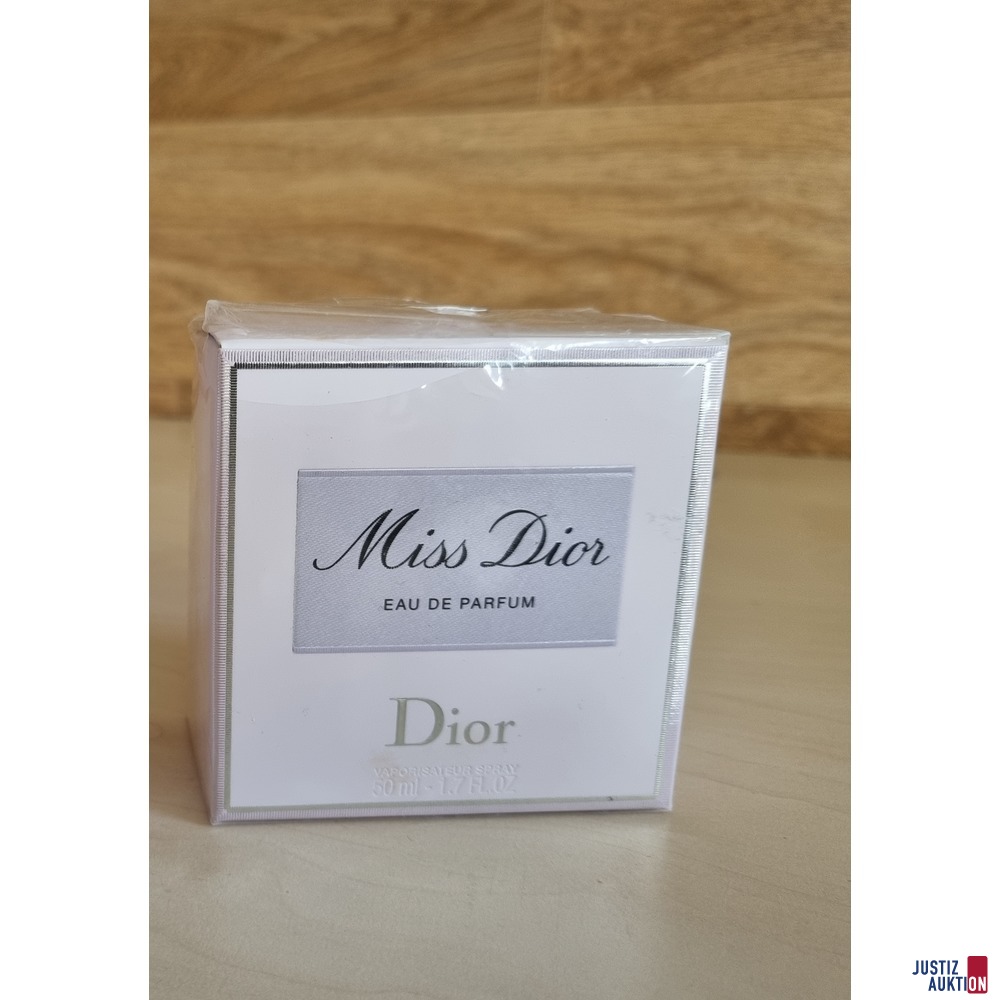 Miss Dior
EAU DE PARFUM
Dior
VAPORISATEUR SPRAY
50 ml - 1.7 FL.OZ
JUSTIZ
AUKTION